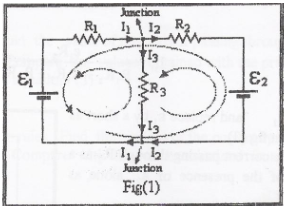 Junction
R1 I1 I2 R2
I3
ε1 R3 ε2
I3
I1 I2
Junction
Fig(1)